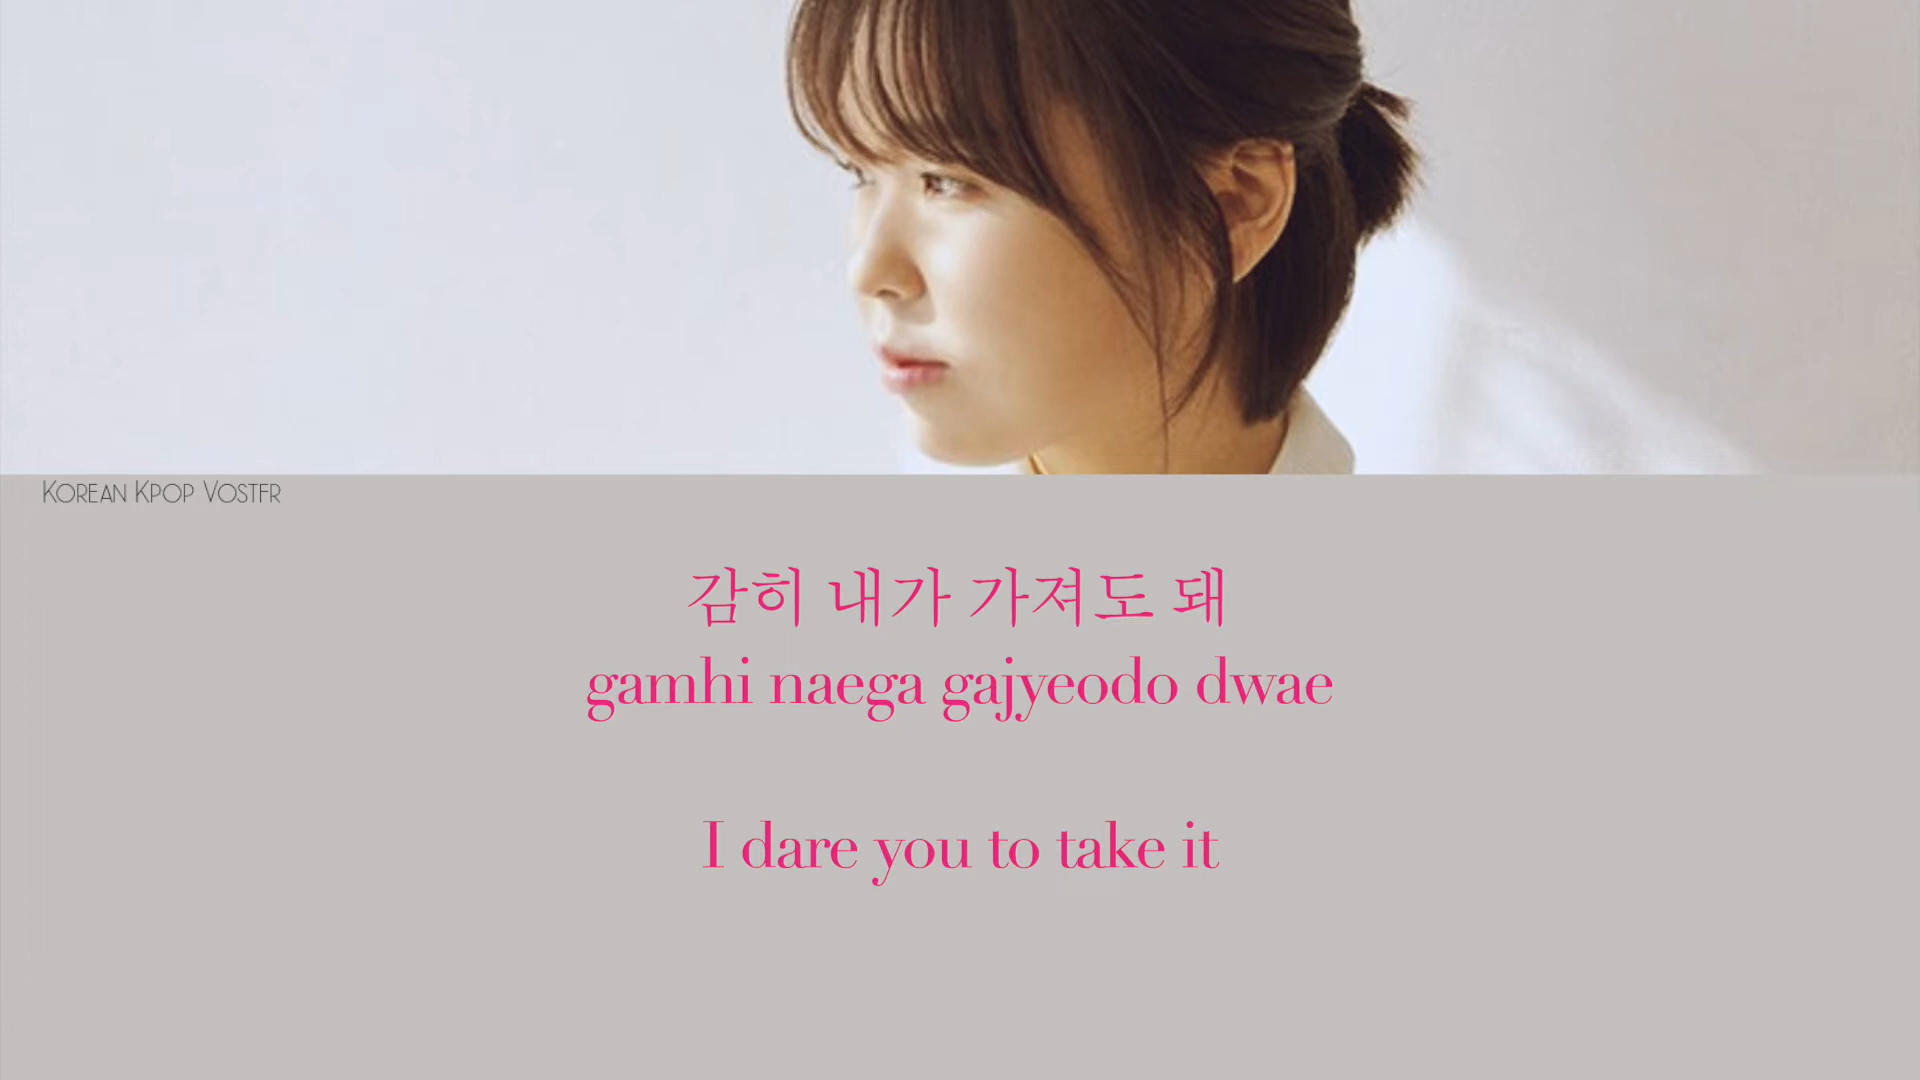 Korean Kpop Vostfr
감히 내가 가져도 돼
gamhi naega gajyeodo dwae
I dare you to take it